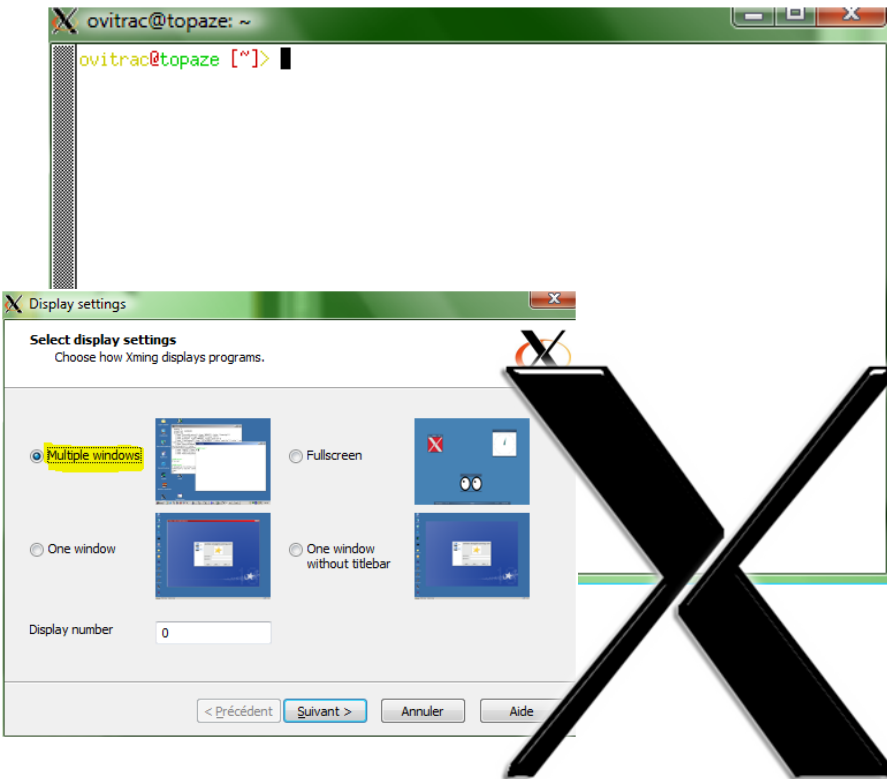 ovitrac@topaze: ~
ovitrac@topaze [~]>
Display settings
Select display settings
Choose how Xming displays programs.
Multiple windows
Fullscreen
One window
One window
without titlebar
Display number
0
< Précédent
Suivant >
Annuler
Aide